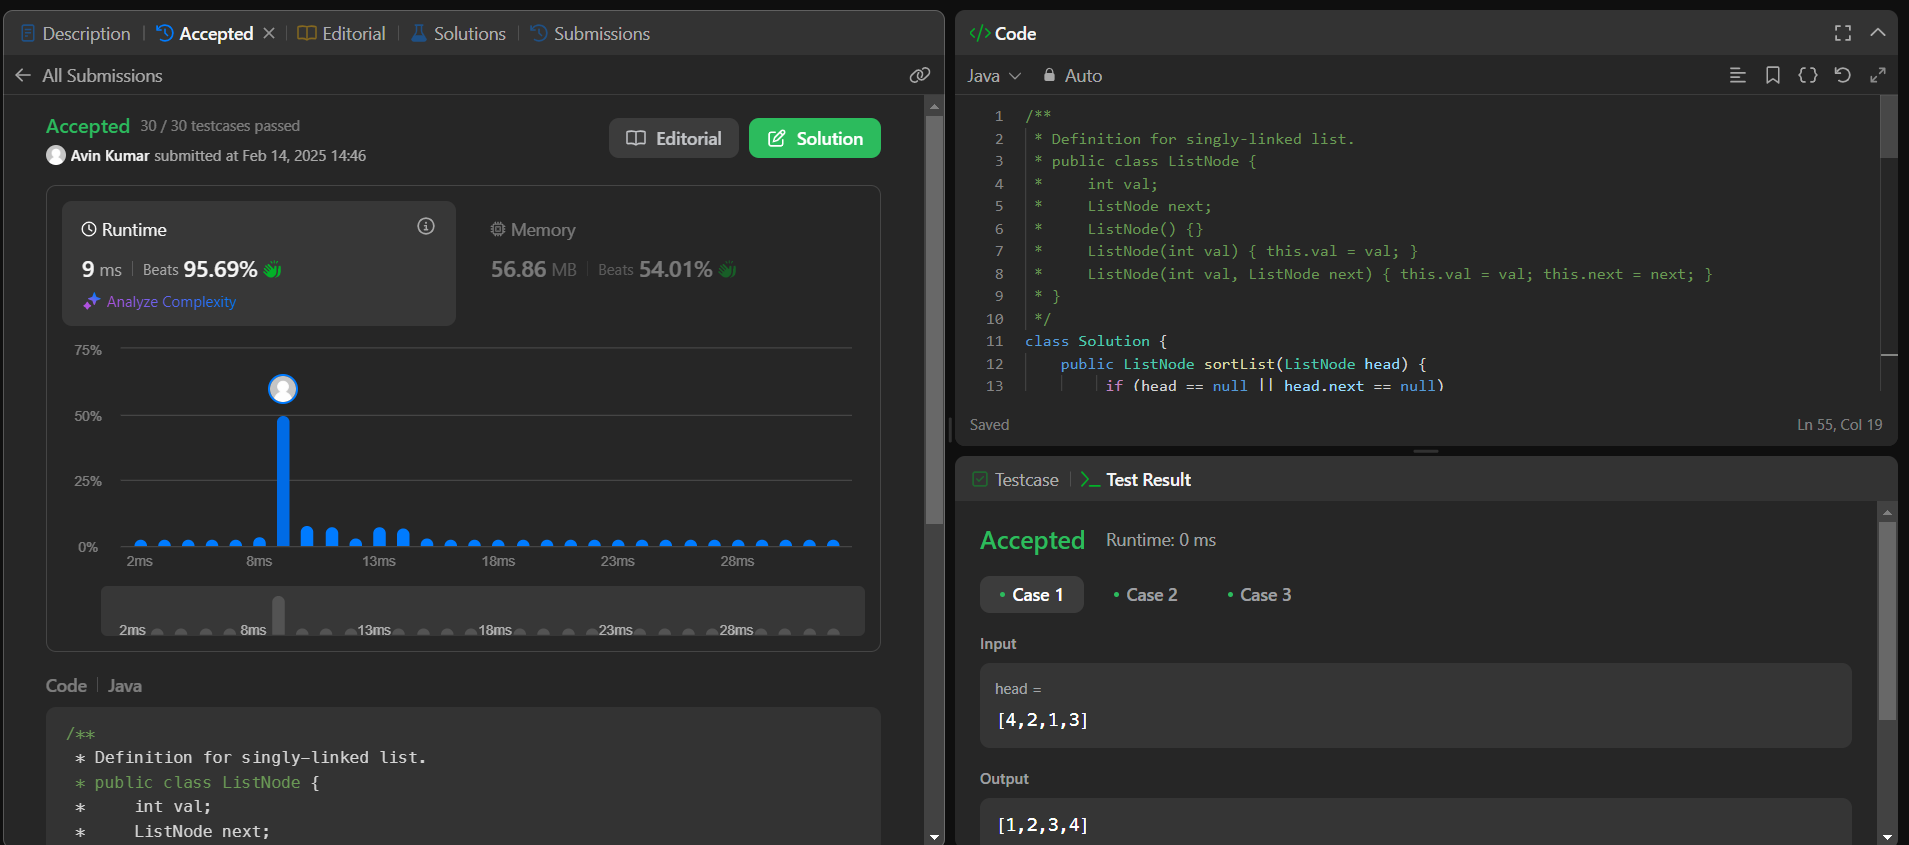 Description
Accepted
Editorial
Solutions
Submissions
All Submissions
Accepted 30 / 30 testcases passed
Avin Kumar submitted at Feb 14, 2025 14:46
Editorial
Solution
Runtime
9 ms Beats 95.69%
Analyze Complexity
Memory
56.86 MB Beats 54.01%
75%
50%
25%
0%
2ms 8ms 13ms 18ms 23ms 28ms
2ms 8ms 13ms 18ms 23ms 28ms
Code | Java
/**
 * Definition for singly-linked list.
 * public class ListNode {
 *     int val;
 *     ListNode next;
</> Code
Java Auto
1 /**
2  * Definition for singly-linked list.
3  * public class ListNode {
4  *     int val;
5  *     ListNode next;
6  *     ListNode() {}
7  *     ListNode(int val) { this.val = val; }
8  *     ListNode(int val, ListNode next) { this.val = val; this.next = next; }
9  * }
10  */
11 class Solution {
12     public ListNode sortList(ListNode head) {
13         if (head == null || head.next == null)
Saved
Ln 55, Col 19
Testcase
>_ Test Result
Accepted Runtime: 0 ms
• Case 1 • Case 2 • Case 3
Input
head =
[4,2,1,3]
Output
[1,2,3,4]